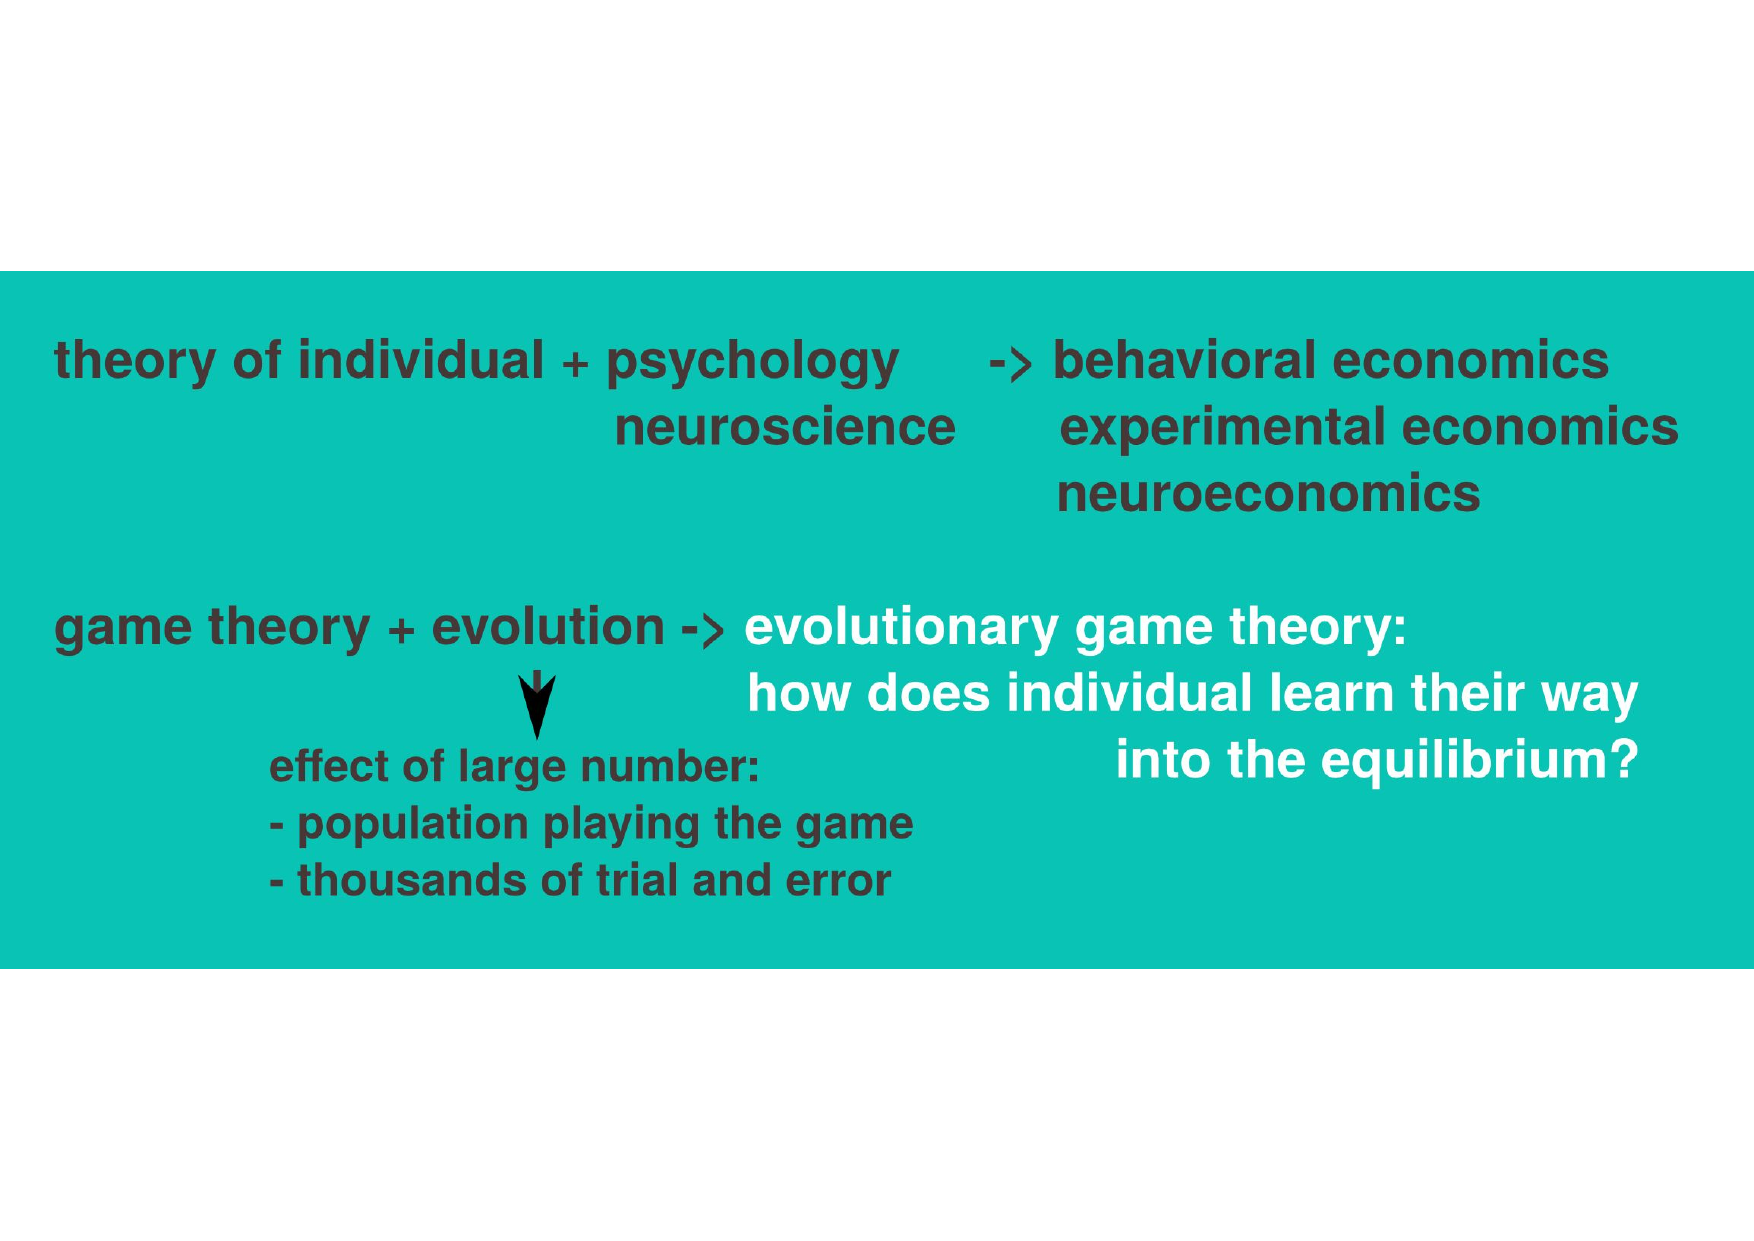 theory of individual + psychology -> behavioral economics
neuroscience experimental economics
neuroeconomics
game theory + evolution -> evolutionary game theory:
how does individual learn their way
into the equilibrium?
effect of large number:
- population playing the game
- thousands of trial and error